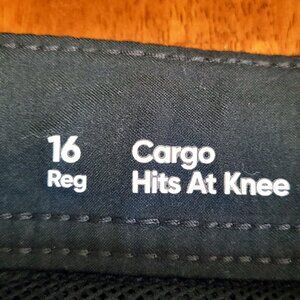 16
Reg
Cargo
Hits At Knee